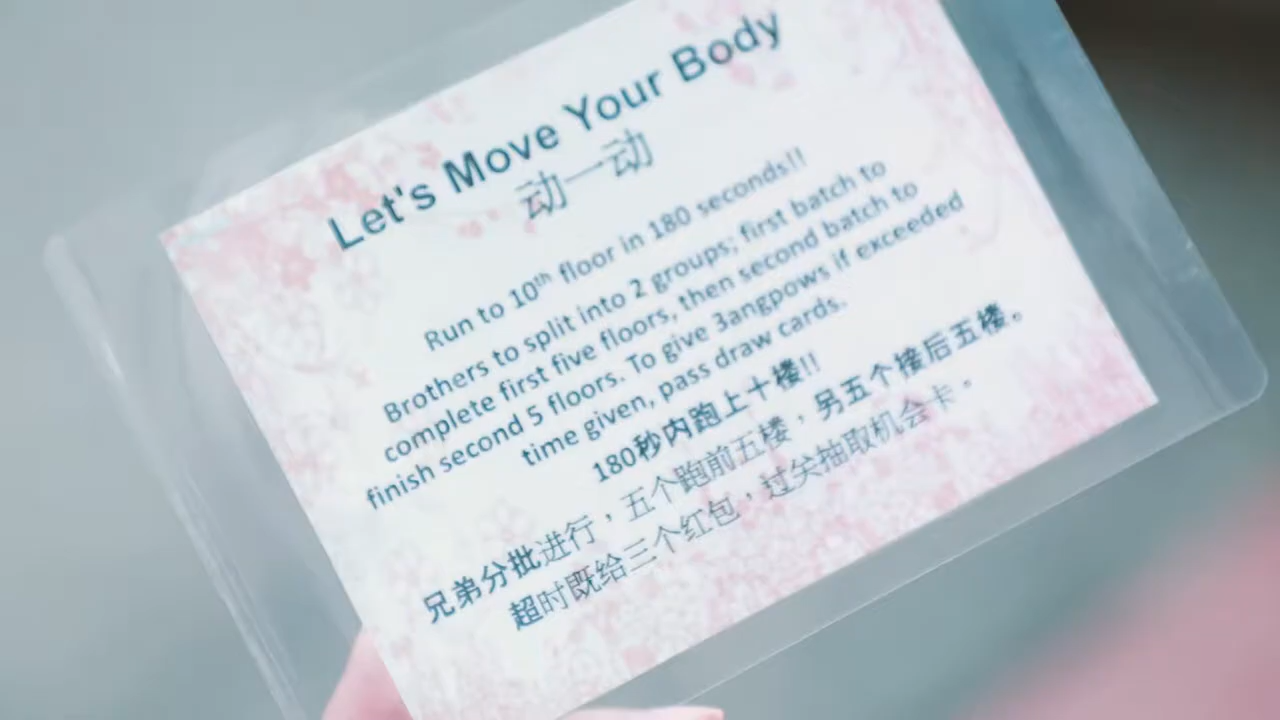 Let's Move Your Body
动一动
Run to 10th floor in 180 seconds!!
Brothers to split into 2 groups; first batch to
complete first five floors, then second batch to
finish second 5 floors. To give 3angpows if exceeded
time given, pass draw cards.
180秒内跑上十楼!!
兄弟分批进行，五个跑前五楼，另五个接后五楼。
超时既给三个红包，过关抽取机会卡。